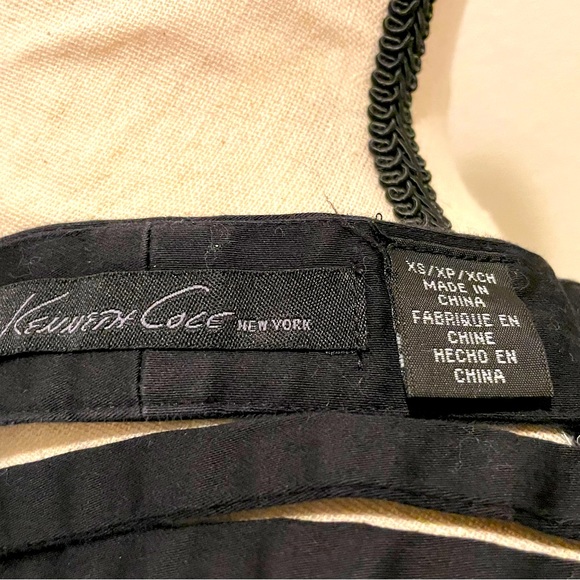 Kenneth Cole NEW YORK
XS/XP/XCH
MADE IN
CHINA
FABRIQUE EN
CHINE
HECHO EN
CHINA